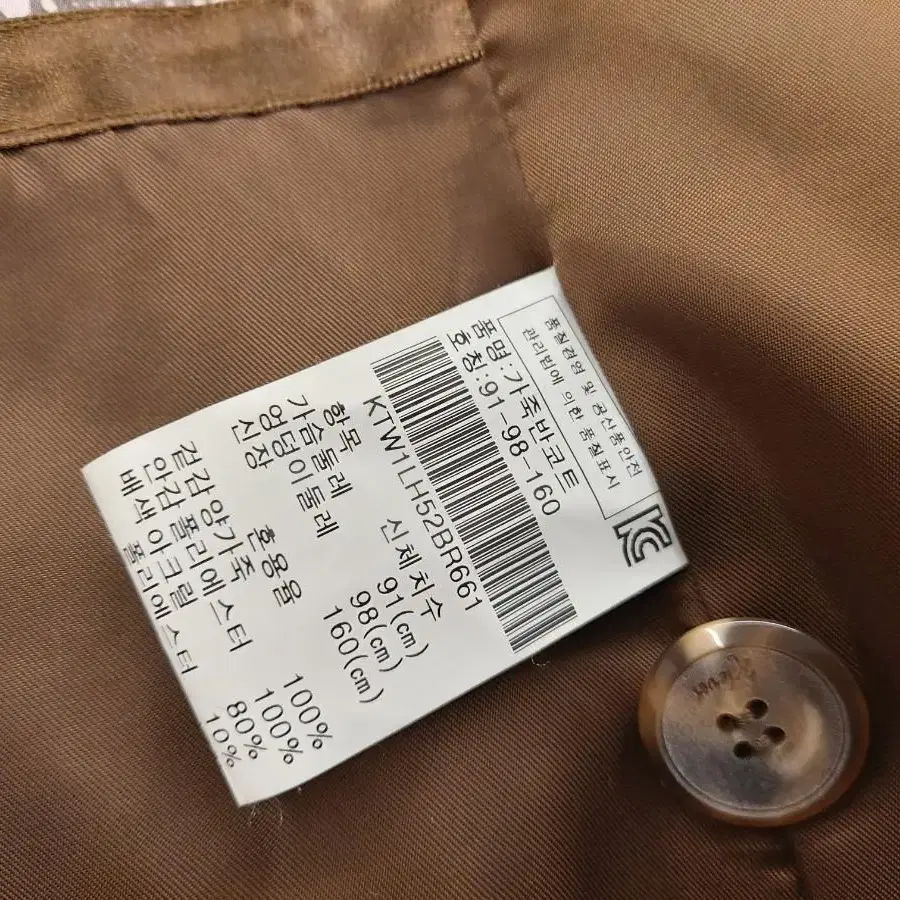 품질경영 및 공산품안전
관리법에 의한 품질표시
품명:가죽반코트
호칭:91-98-160
KTW1LH52BR661
항목 신체치수
가슴둘레 91(cm)
엉덩이둘레 98(cm)
신장 160(cm)
혼용율
겉감 양가죽 100%
안감 폴리에스터 100%
배색 아크릴 80%
폴리에스터 10%